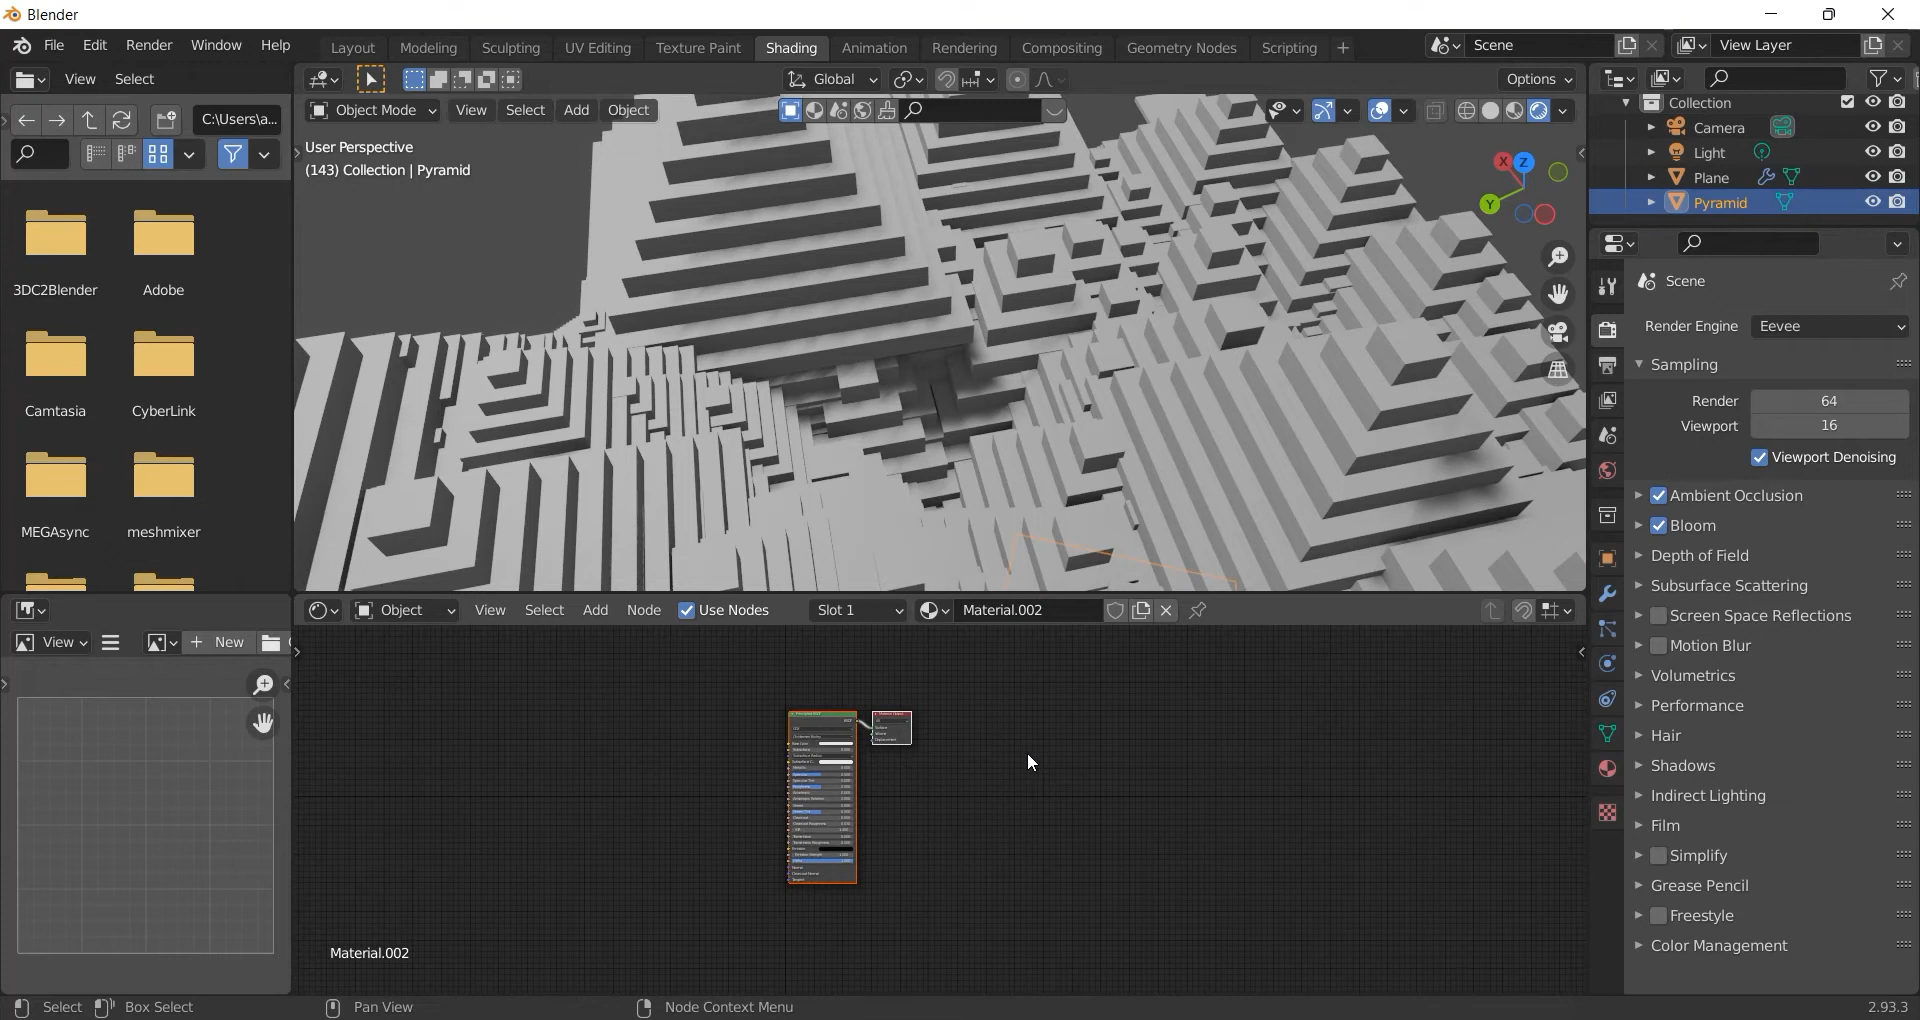 Blender
File Edit Render Window Help
Layout Modeling Sculpting UV Editing Texture Paint Shading Animation Rendering Compositing Geometry Nodes Scripting +
Scene
View Layer
View Select
Global
Options
Object Mode View Select Add Object
C:\Users\a...
User Perspective
(143) Collection | Pyramid
X Z
Y
3DC2Blender Adobe
Camtasia CyberLink
MEGAsync meshmixer
Collection
Camera
Light
Plane
Pyramid
Scene
Render Engine Eevee
Sampling
Render 64
Viewport 16
Viewport Denoising
Ambient Occlusion
Bloom
Depth of Field
Subsurface Scattering
Screen Space Reflections
Motion Blur
Volumetrics
Performance
Hair
Shadows
Indirect Lighting
Film
Simplify
Grease Pencil
Freestyle
Color Management
View + New
Object View Select Add Node Use Nodes Slot 1 Material.002
Material.002
Select Box Select Pan View Node Context Menu 2.93.3